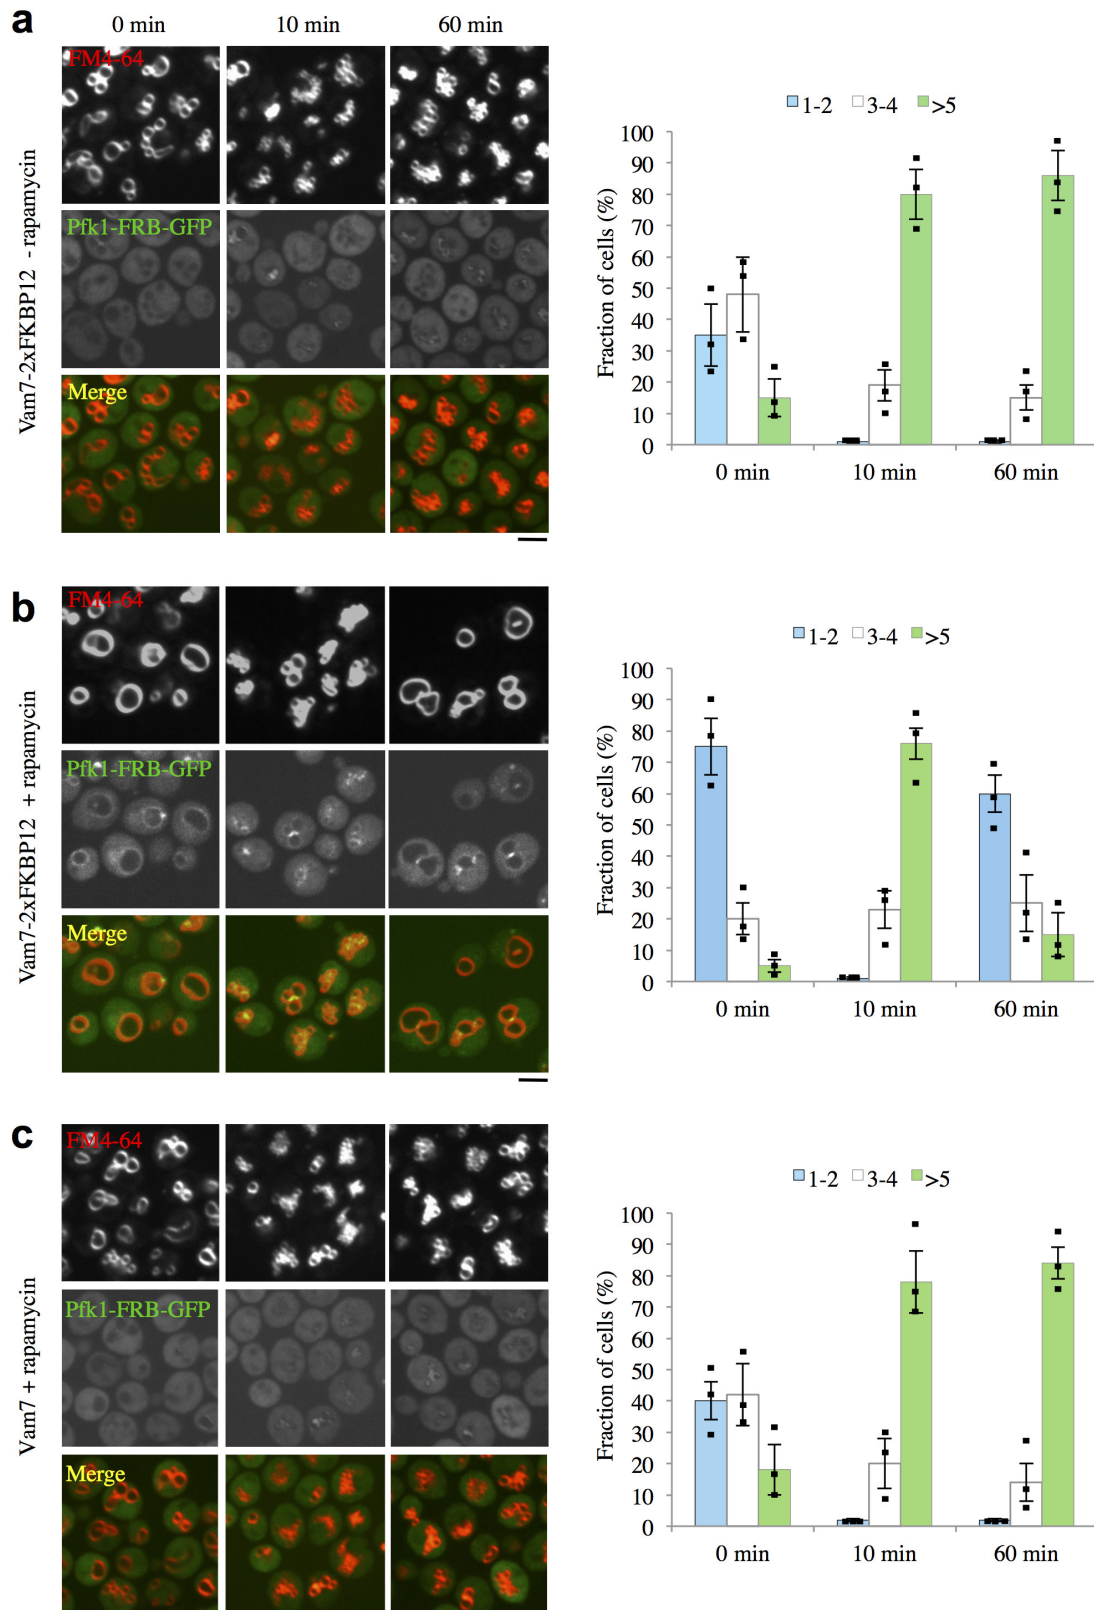 a
0 min 10 min 60 min
Vam7-2xFKBP12 - rapamycin
FM4-64
Pfk1-FRB-GFP
Merge
1-2 3-4 >5
Fraction of cells (%)
100
90
80
70
60
50
40
30
20
10
0
0 min 10 min 60 min
b
Vam7-2xFKBP12 + rapamycin
FM4-64
Pfk1-FRB-GFP
Merge
1-2 3-4 >5
Fraction of cells (%)
100
90
80
70
60
50
40
30
20
10
0
0 min 10 min 60 min
c
Vam7 + rapamycin
FM4-64
Pfk1-FRB-GFP
Merge
1-2 3-4 >5
Fraction of cells (%)
100
90
80
70
60
50
40
30
20
10
0
0 min 10 min 60 min